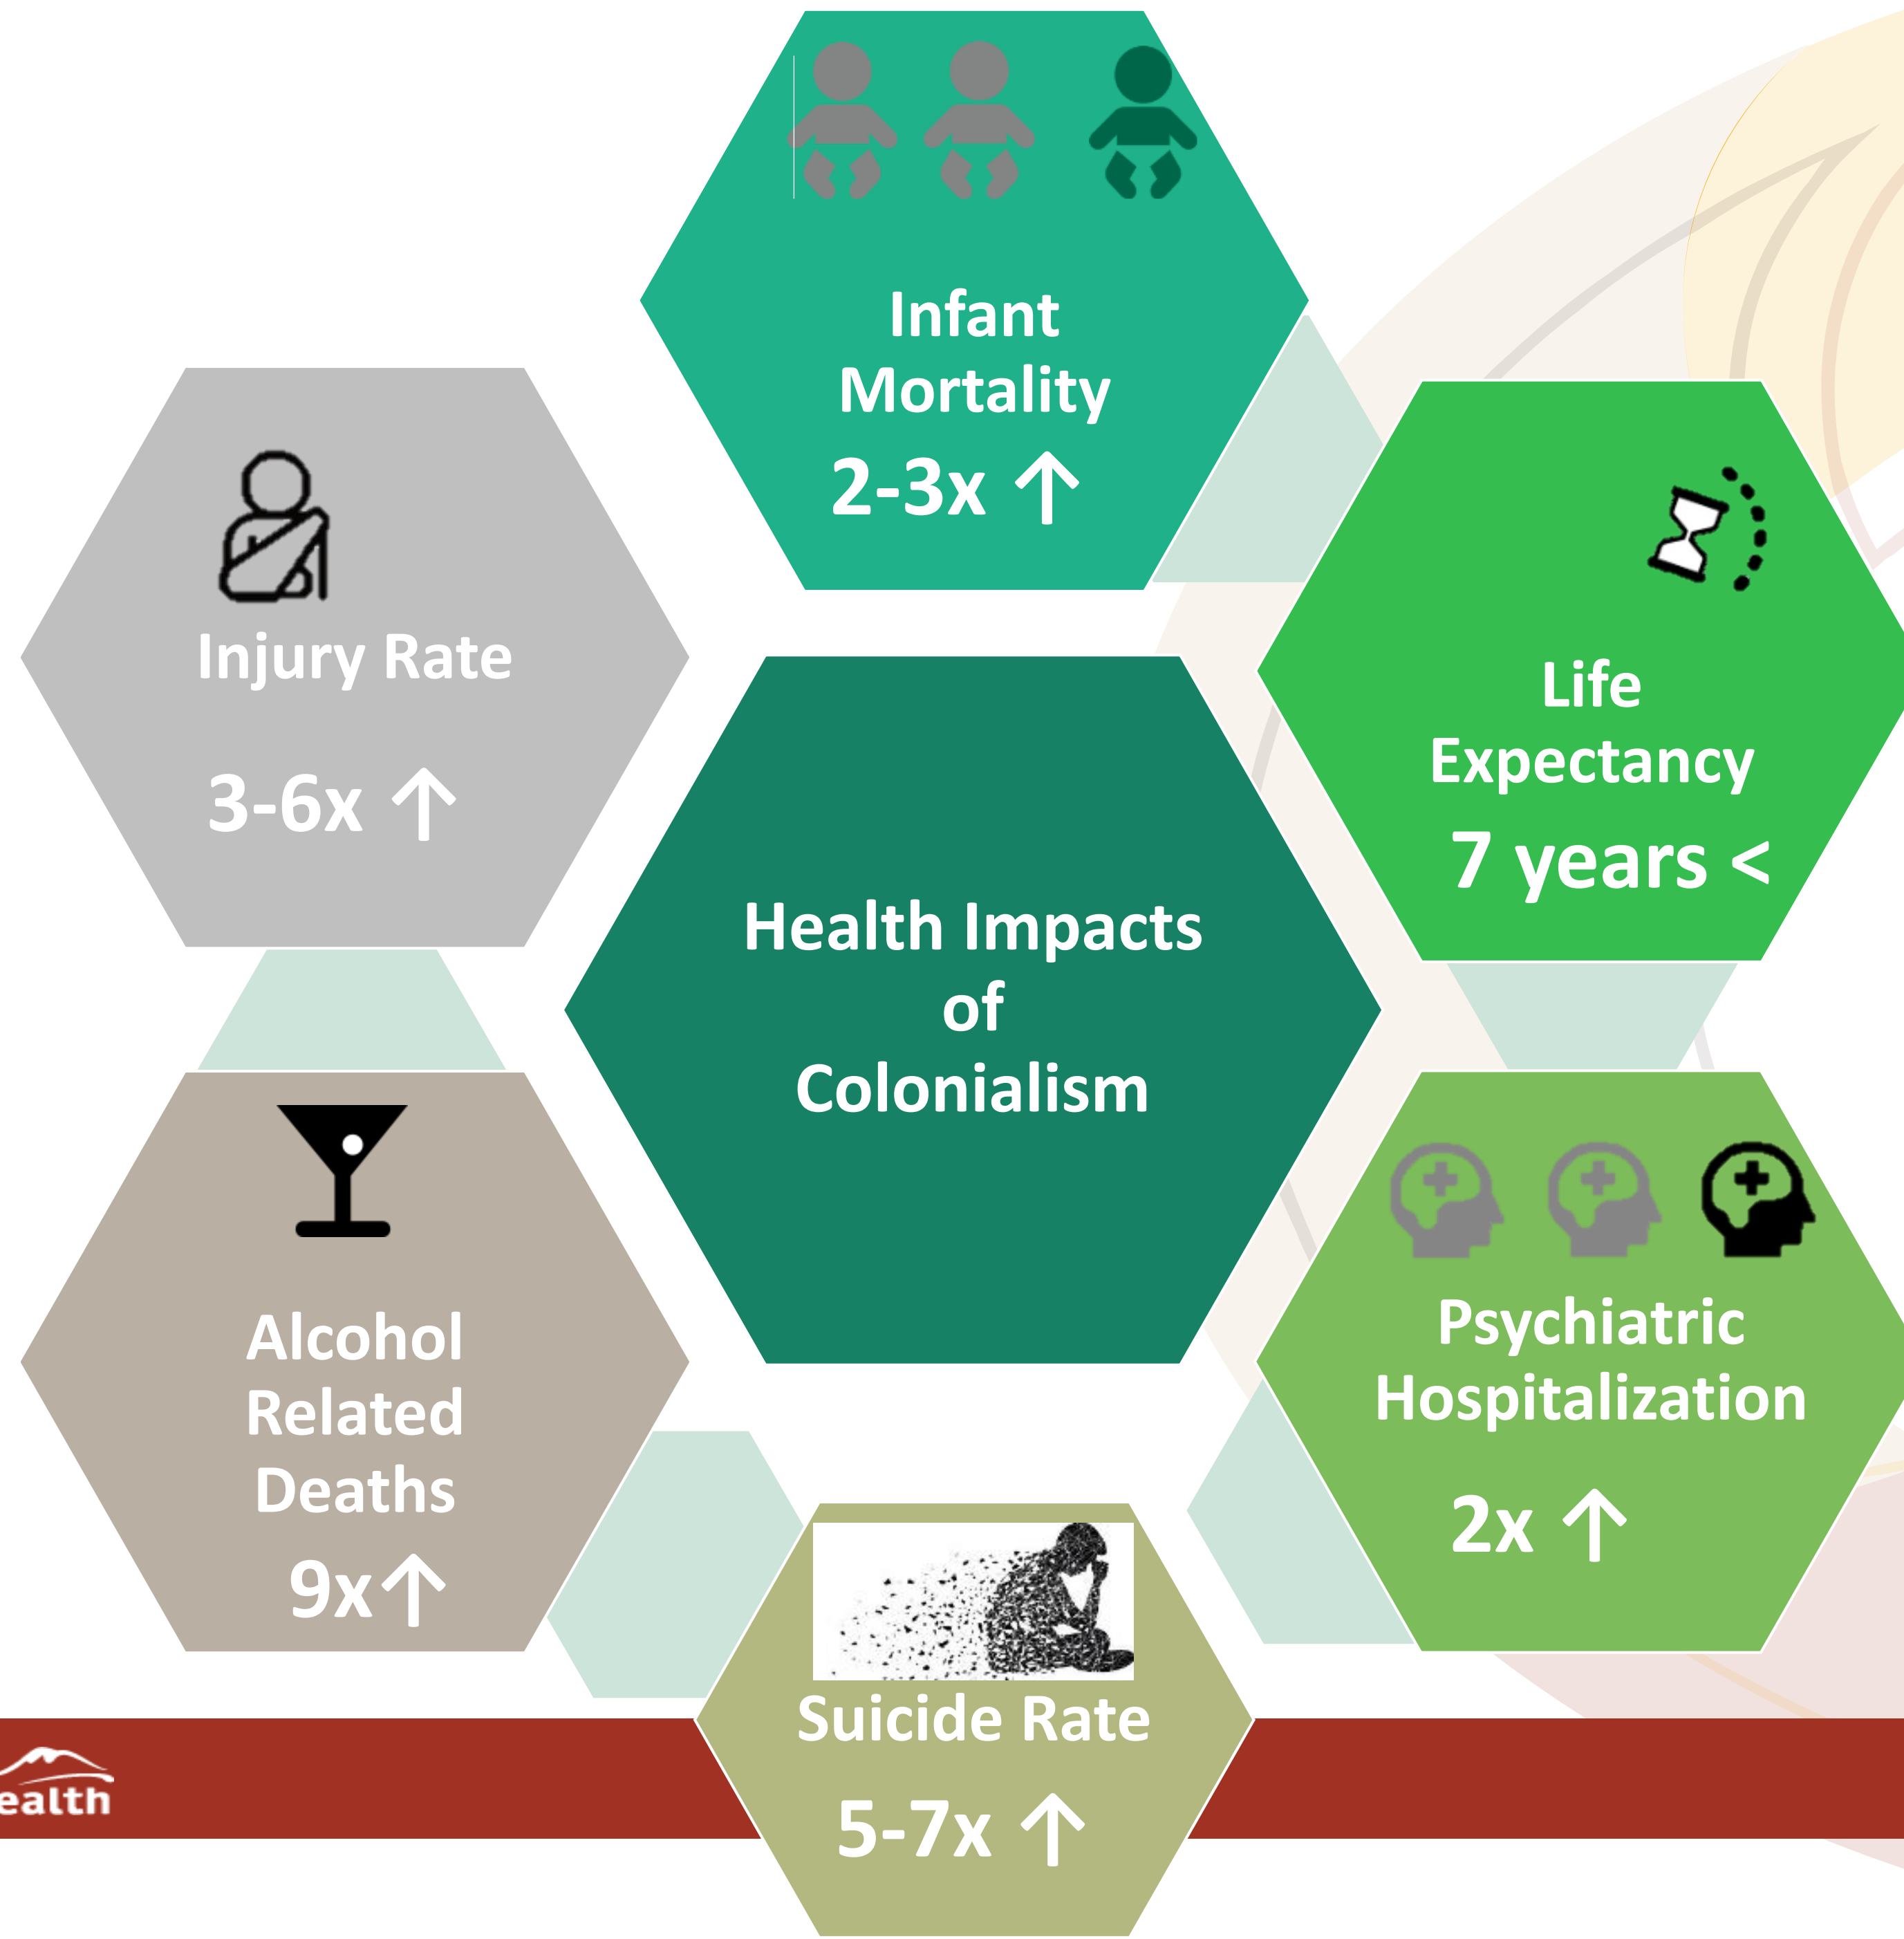 Infant
Mortality
2-3x ↑
Injury Rate
3-6x ↑
Life
Expectancy
7 years <
Health Impacts
of
Colonialism
Alcohol
Related
Deaths
9x↑
Psychiatric
Hospitalization
2x ↑
Suicide Rate
5-7x ↑
ealth